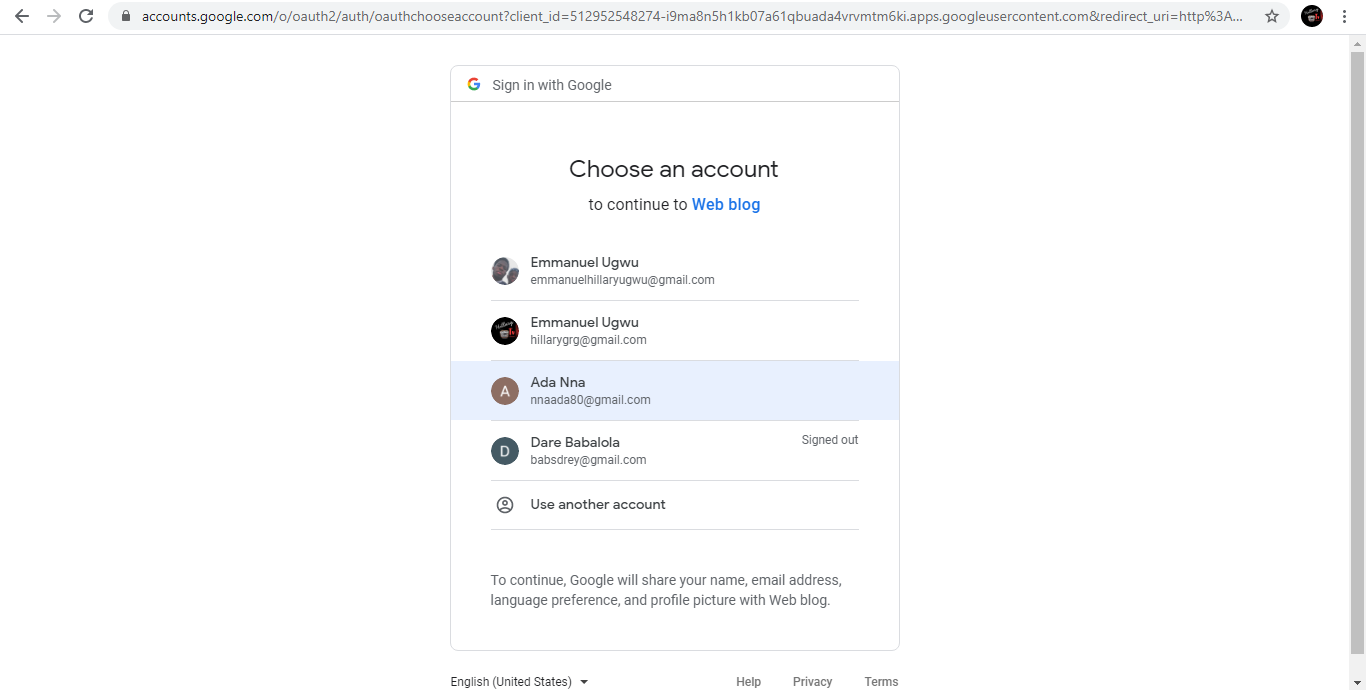 accounts.google.com/o/oauth2/auth/oauthchooseaccount?client_id=512952548274-i9ma8n5h1kb07a61qbuada4vrvmtm6ki.apps.googleusercontent.com&redirect_uri=http%3A...
Sign in with Google
Choose an account
to continue to Web blog
Emmanuel Ugwu
emmanuelhillaryugwu@gmail.com
Emmanuel Ugwu
hillarygrg@gmail.com
A
Ada Nna
nnaada80@gmail.com
D
Dare Babalola
Signed out
babsdrey@gmail.com
Use another account
To continue, Google will share your name, email address,
language preference, and profile picture with Web blog.
English (United States)
Help
Privacy
Terms